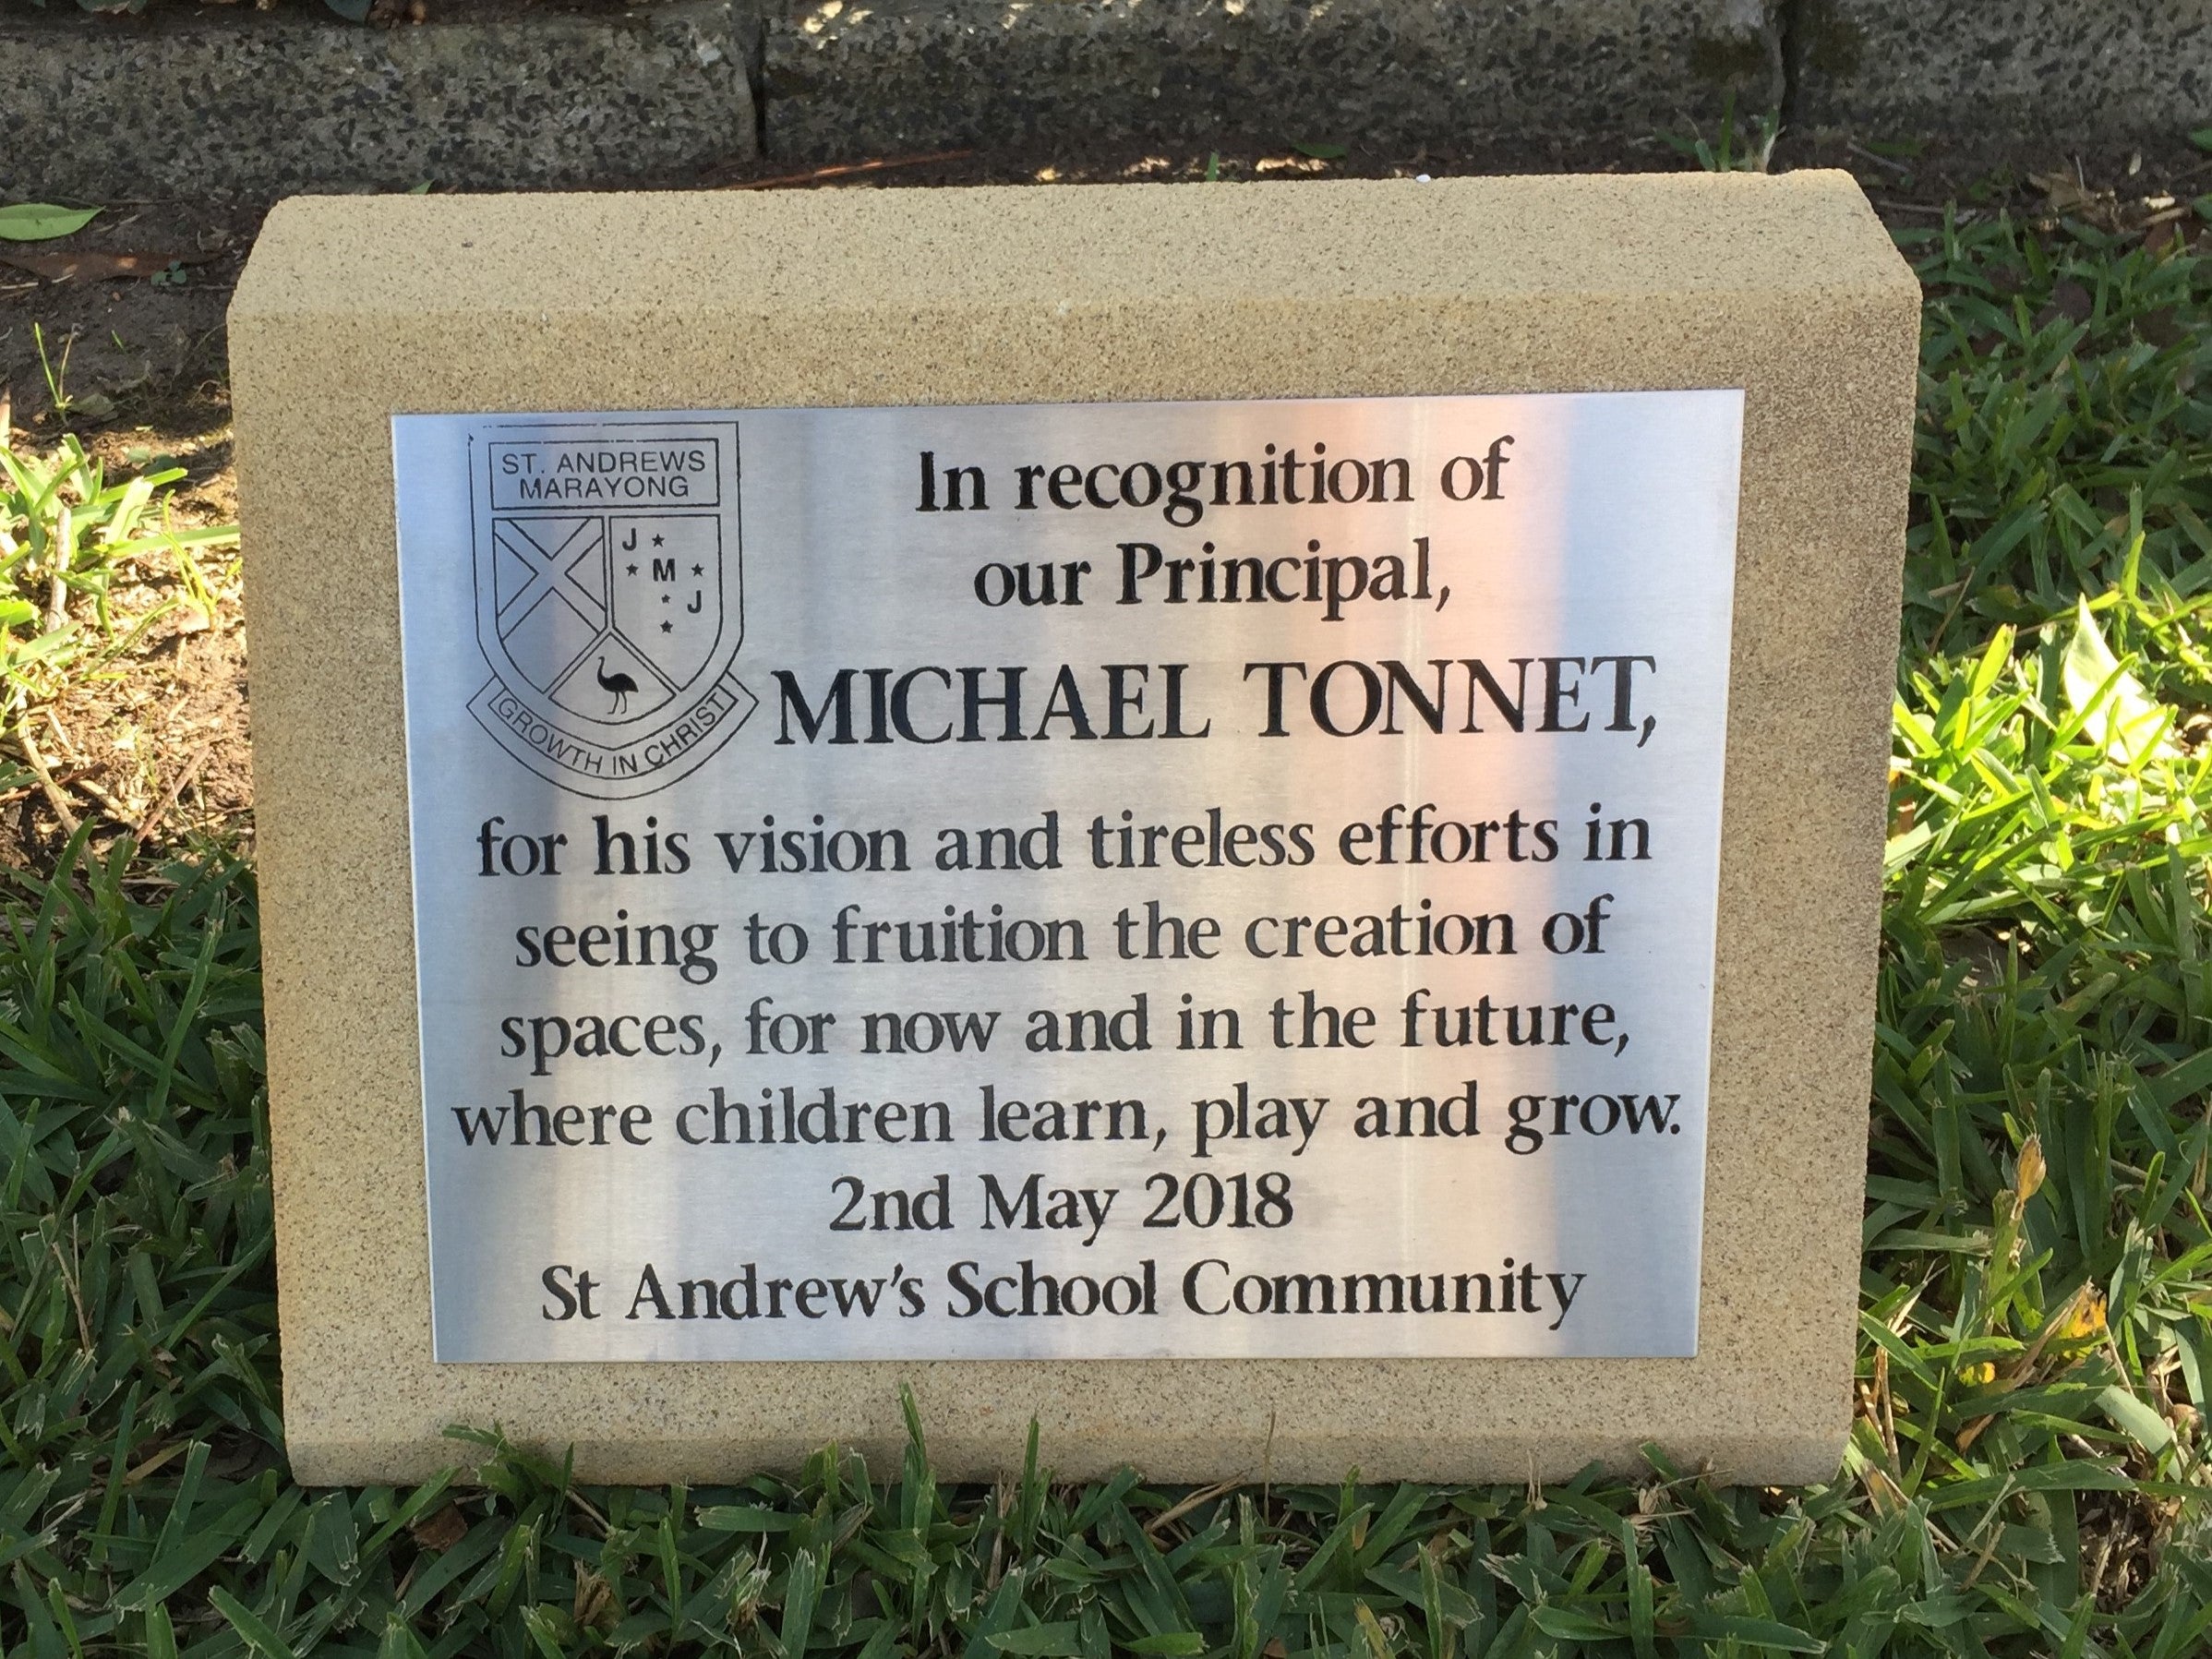 ST. ANDREWS
MARAYONG
J
M
J
GROWTH IN CHRIST
In recognition of
our Principal,
MICHAEL TONNET,
for his vision and tireless efforts in
seeing to fruition the creation of
spaces, for now and in the future,
where children learn, play and grow.
2nd May 2018
St Andrew's School Community